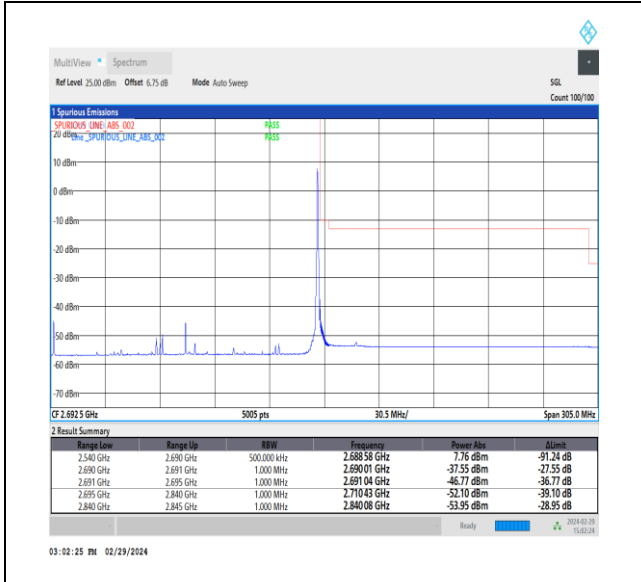 MultiView Spectrum
Ref Level 25.00 dBm Offset 6.75 dB Mode Auto Sweep SGL
Count 100/100
1 Spurious Emissions
SPURIOUS_LINE_ABS_002 PASS
20 dBm
Line _SPURIOUS_LINE_ABS_002 PASS
10 dBm
0 dBm
-10 dBm
-20 dBm
-30 dBm
-40 dBm
-50 dBm
-60 dBm
-70 dBm
CF 2.692 5 GHz 5005 pts 30.5 MHz/ Span 305.0 MHz
2 Result Summary
Range Low Range Up RBW Frequency Power Abs ΔLimit
2.540 GHz 2.690 GHz 500.000 kHz 2.688 58 GHz 7.76 dBm -91.24 dB
2.690 GHz 2.691 GHz 1.000 MHz 2.690 01 GHz -37.55 dBm -27.55 dB
2.691 GHz 2.695 GHz 1.000 MHz 2.691 04 GHz -46.77 dBm -36.77 dB
2.695 GHz 2.840 GHz 1.000 MHz 2.710 43 GHz -52.10 dBm -39.10 dB
2.840 GHz 2.845 GHz 1.000 MHz 2.840 08 GHz -53.95 dBm -28.95 dB
Ready 2024-02-29
15:02:24
03:02:25 PM 02/29/2024